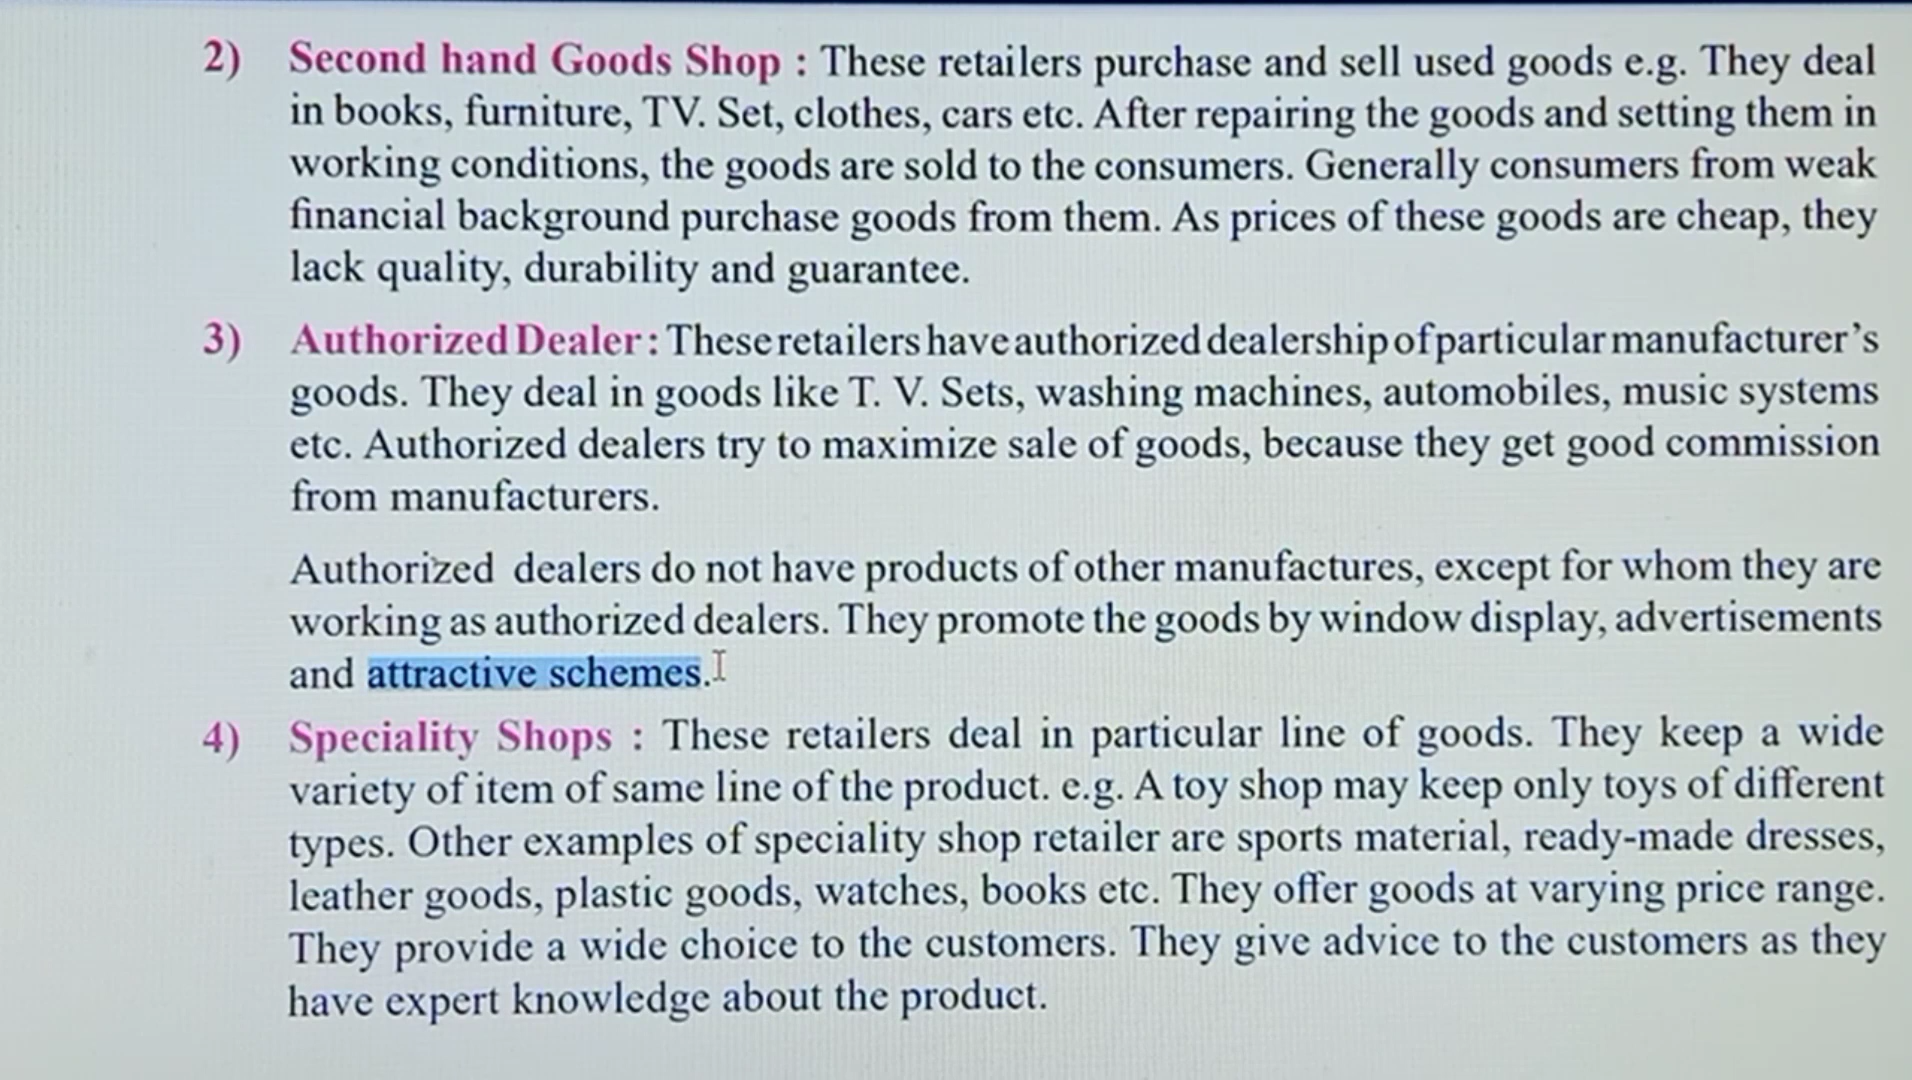 2) Second hand Goods Shop : These retailers purchase and sell used goods e.g. They deal
in books, furniture, TV. Set, clothes, cars etc. After repairing the goods and setting them in
working conditions, the goods are sold to the consumers. Generally consumers from weak
financial background purchase goods from them. As prices of these goods are cheap, they
lack quality, durability and guarantee.
3) Authorized Dealer : These retailers have authorized dealership of particular manufacturer's
goods. They deal in goods like T. V. Sets, washing machines, automobiles, music systems
etc. Authorized dealers try to maximize sale of goods, because they get good commission
from manufacturers.
Authorized dealers do not have products of other manufactures, except for whom they are
working as authorized dealers. They promote the goods by window display, advertisements
and attractive schemes.
4) Speciality Shops : These retailers deal in particular line of goods. They keep a wide
variety of item of same line of the product. e.g. A toy shop may keep only toys of different
types. Other examples of speciality shop retailer are sports material, ready-made dresses,
leather goods, plastic goods, watches, books etc. They offer goods at varying price range.
They provide a wide choice to the customers. They give advice to the customers as they
have expert knowledge about the product.